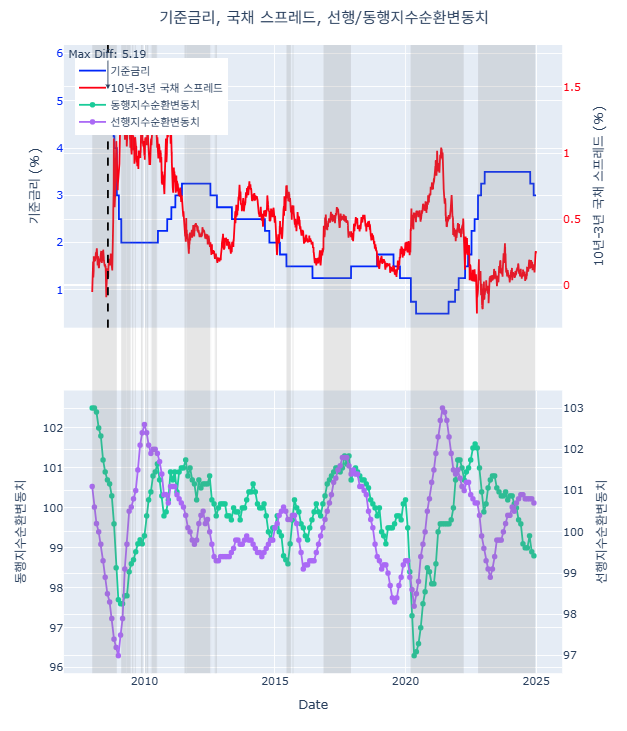 기준금리, 국채 스프레드, 선행/동행지수순환변동치
Max Diff: 5.19
기준금리
10년-3년 국채 스프레드
동행지수순환변동치
선행지수순환변동치
6
5
4
3
2
1
기준금리 (%)
1.5
1
0.5
0
10년-3년 국채 스프레드 (%)
102
101
100
99
98
97
96
동행지수순환변동치
103
102
101
100
99
98
97
선행지수순환변동치
2010
2015
2020
2025
Date